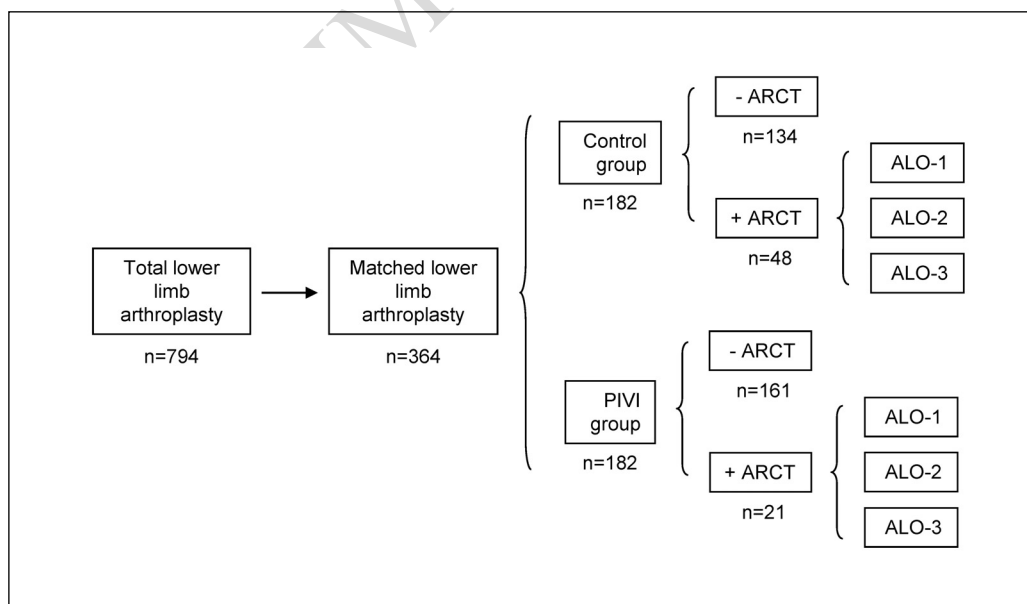 Total lower
limb
arthroplasty
n=794
Matched lower
limb
arthroplasty
n=364
Control
group
n=182
- ARCT
n=134
+ ARCT
n=48
ALO-1
ALO-2
ALO-3
PIVI
group
n=182
- ARCT
n=161
+ ARCT
n=21
ALO-1
ALO-2
ALO-3